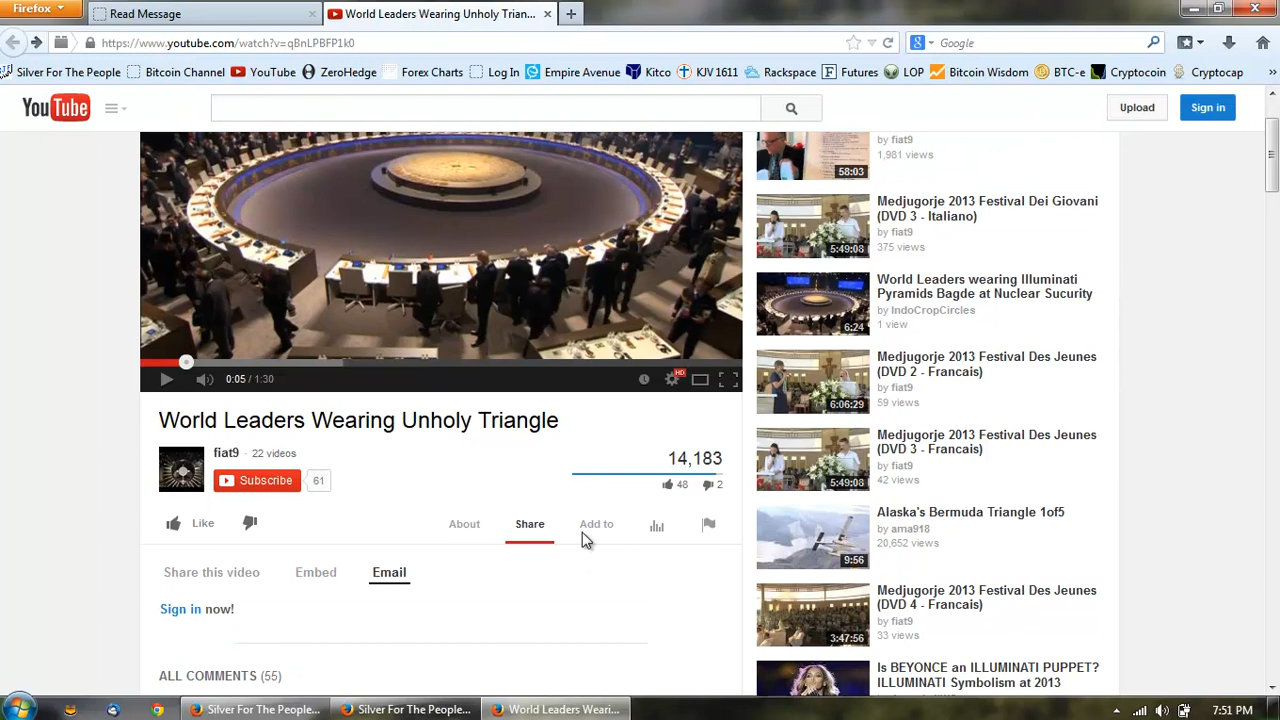 Firefox
Read Message
World Leaders Wearing Unholy Trian...
https://www.youtube.com/watch?v=qBnLPBFP1k0
Google
Silver For The People
Bitcoin Channel
YouTube
ZeroHedge
Forex Charts
Log In
Empire Avenue
Kitco
KJV 1611
Rackspace
Futures
LOP
Bitcoin Wisdom
BTC-e
Cryptocoin
Cryptocap
YouTube
Upload
Sign in
0:05 / 1:30
HD
World Leaders Wearing Unholy Triangle
fiat9 · 22 videos
Subscribe
61
14,183
48
2
Like
About
Share
Add to
Share this video
Embed
Email
Sign in now!
ALL COMMENTS (55)
by fiat9
1,981 views
58:03
Medjugorje 2013 Festival Dei Giovani
(DVD 3 - Italiano)
by fiat9
375 views
5:49:08
World Leaders wearing Illuminati
Pyramids Bagde at Nuclear Sucurity
by IndoCropCircles
1 view
6:24
Medjugorje 2013 Festival Des Jeunes
(DVD 2 - Francais)
by fiat9
59 views
6:06:29
Medjugorje 2013 Festival Des Jeunes
(DVD 3 - Francais)
by fiat9
42 views
5:49:08
Alaska's Bermuda Triangle 1of5
by ama918
20,652 views
9:56
Medjugorje 2013 Festival Des Jeunes
(DVD 4 - Francais)
by fiat9
33 views
3:47:56
Is BEYONCE an ILLUMINATI PUPPET?
ILLUMINATI Symbolism at 2013
Silver For The People...
Silver For The People...
World Leaders Weari...
7:51 PM